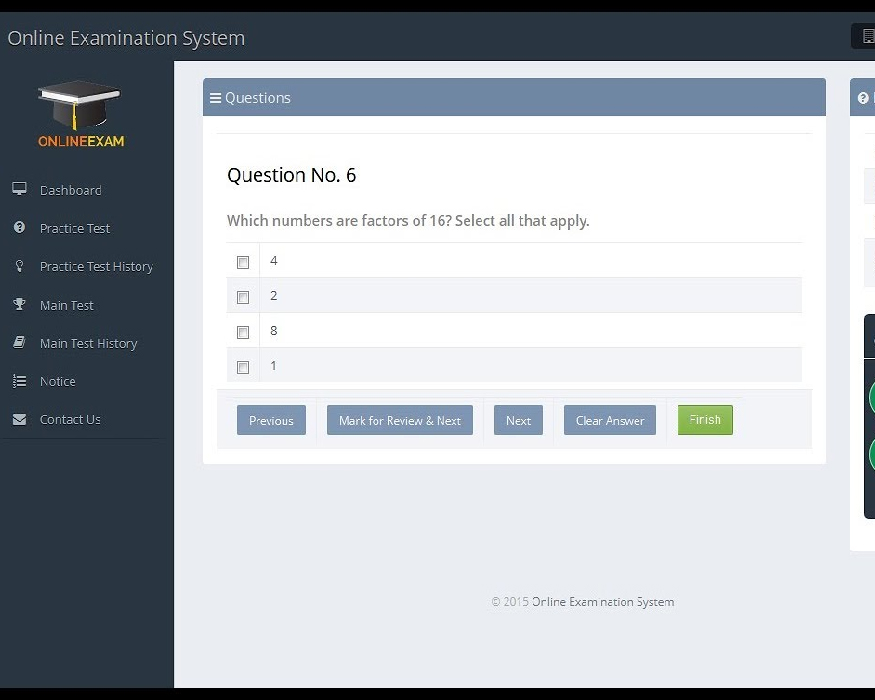 Online Examination System
ONLINEEXAM
Dashboard
Practice Test
Practice Test History
Main Test
Main Test History
Notice
Contact Us
Questions
Question No. 6
Which numbers are factors of 16? Select all that apply.
4
2
8
1
Previous
Mark for Review & Next
Next
Clear Answer
Finish
© 2015 Online Examination System